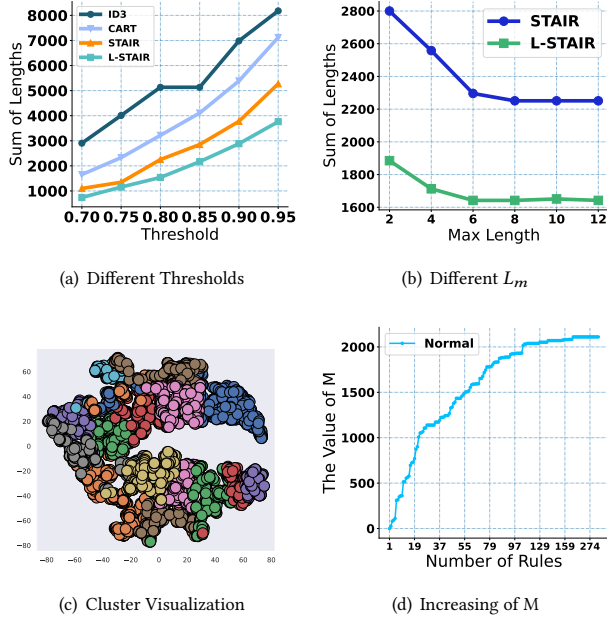 ID3
CART
STAIR
L-STAIR
Sum of Lengths
8000
7000
6000
5000
4000
3000
2000
1000
0.70 0.75 0.80 0.85 0.90 0.95
Threshold
(a) Different Thresholds
STAIR
L-STAIR
Sum of Lengths
2800
2600
2400
2200
2000
1800
1600
2 4 6 8 10 12
Max Length
(b) Different Lm
60
40
20
0
−20
−40
−60
−80
−80 −60 −40 −20 0 20 40 60 80
(c) Cluster Visualization
Normal
The Value of M
2000
1500
1000
500
0
1 19 37 55 79 97 129 159 274
Number of Rules
(d) Increasing of M